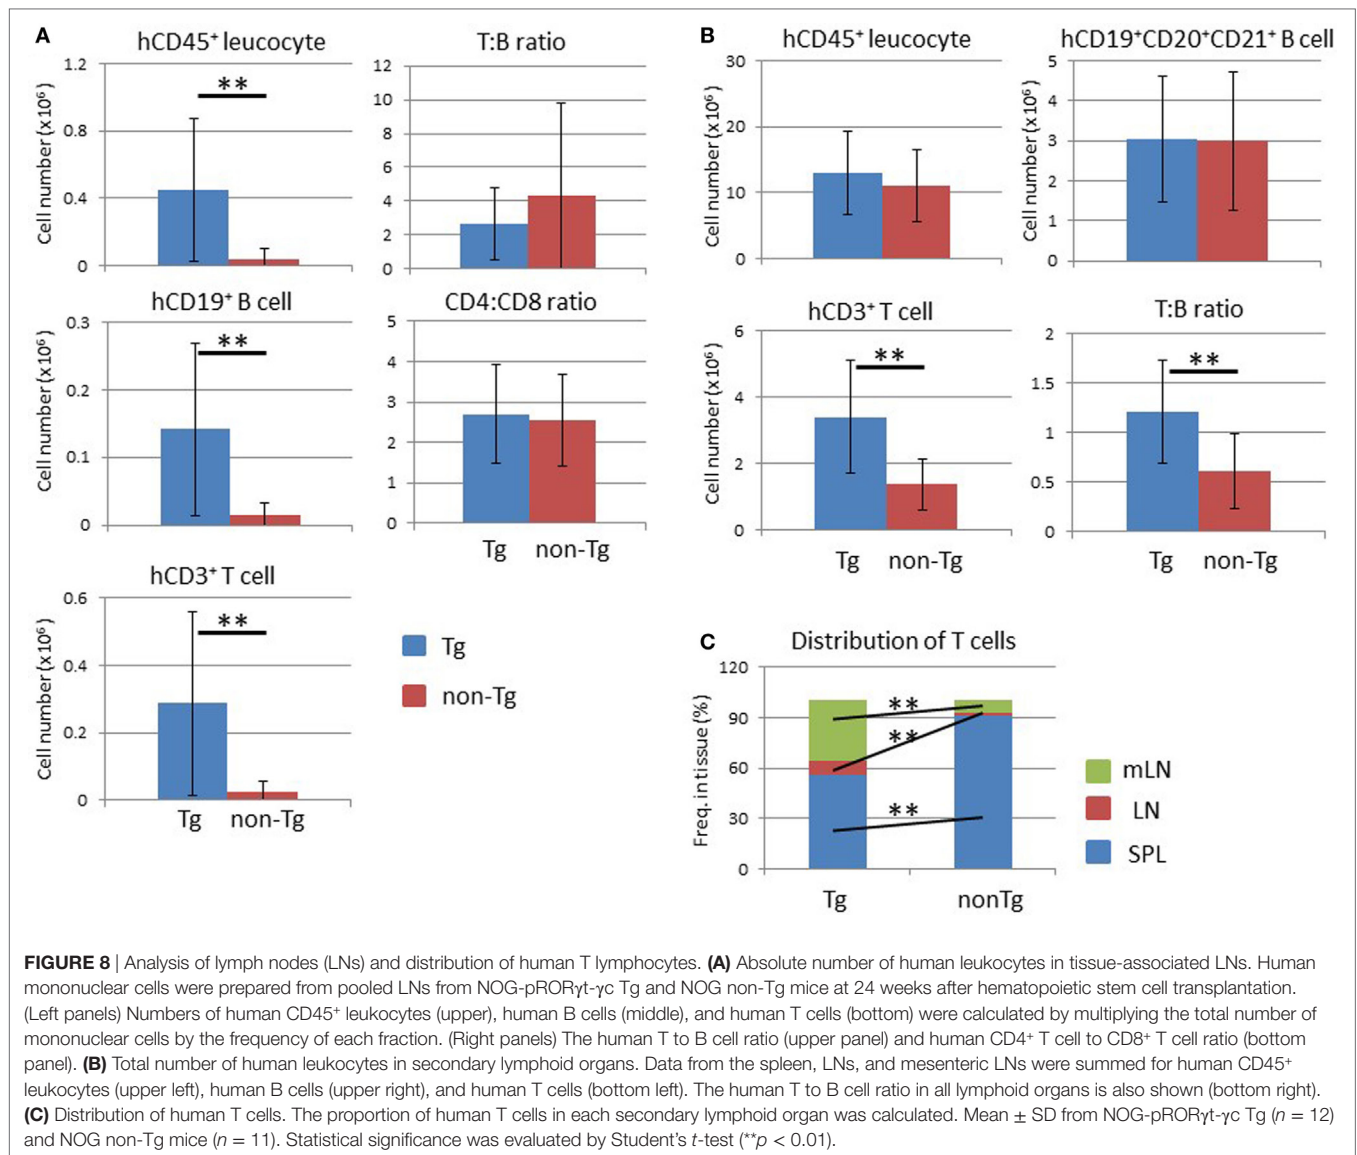 A
hCD45⁺ leucocyte
Cell number (x10⁶)
1.2
0.8
0.4
0
**
T:B ratio
12
10
8
6
4
2
0
hCD19⁺ B cell
Cell number (x10⁶)
0.3
0.2
0.1
0
**
CD4:CD8 ratio
5
4
3
2
1
0
Tg non-Tg
hCD3⁺ T cell
Cell number (x10⁶)
0.6
0.4
0.2
0
**
Tg non-Tg
Tg
non-Tg
B
hCD45⁺ leucocyte
Cell number (x10⁶)
30
20
10
0
hCD19⁺CD20⁺CD21⁺ B cell
Cell number (x10⁶)
5
4
3
2
1
0
hCD3⁺ T cell
Cell number (x10⁶)
6
4
2
0
**
Tg non-Tg
T:B ratio
2
1.5
1
0.5
0
**
Tg non-Tg
C
Distribution of T cells
Freq. in tissue (%)
120
90
60
30
0
**
**
**
Tg nonTg
mLN
LN
SPL
FIGURE 8 | Analysis of lymph nodes (LNs) and distribution of human T lymphocytes. (A) Absolute number of human leukocytes in tissue-associated LNs. Human
mononuclear cells were prepared from pooled LNs from NOG-pRORγt-γc Tg and NOG non-Tg mice at 24 weeks after hematopoietic stem cell transplantation.
(Left panels) Numbers of human CD45⁺ leukocytes (upper), human B cells (middle), and human T cells (bottom) were calculated by multiplying the total number of
mononuclear cells by the frequency of each fraction. (Right panels) The human T to B cell ratio (upper panel) and human CD4⁺ T cell to CD8⁺ T cell ratio (bottom
panel). (B) Total number of human leukocytes in secondary lymphoid organs. Data from the spleen, LNs, and mesenteric LNs were summed for human CD45⁺
leukocytes (upper left), human B cells (upper right), and human T cells (bottom left). The human T to B cell ratio in all lymphoid organs is also shown (bottom right).
(C) Distribution of human T cells. The proportion of human T cells in each secondary lymphoid organ was calculated. Mean ± SD from NOG-pRORγt-γc Tg (n = 12)
and NOG non-Tg mice (n = 11). Statistical significance was evaluated by Student’s t-test (**p < 0.01).